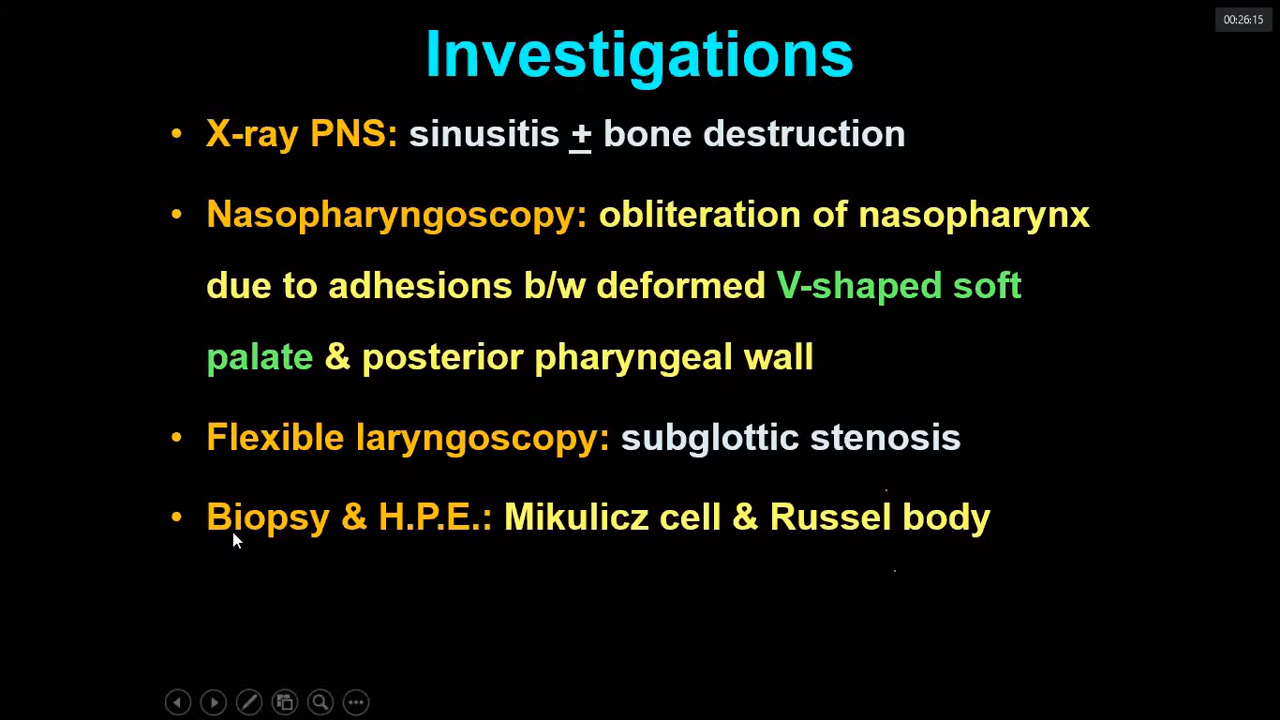 00:26:15
Investigations
• X-ray PNS: sinusitis ± bone destruction
• Nasopharyngoscopy: obliteration of nasopharynx
due to adhesions b/w deformed V-shaped soft
palate & posterior pharyngeal wall
• Flexible laryngoscopy: subglottic stenosis
• Biopsy & H.P.E.: Mikulicz cell & Russel body